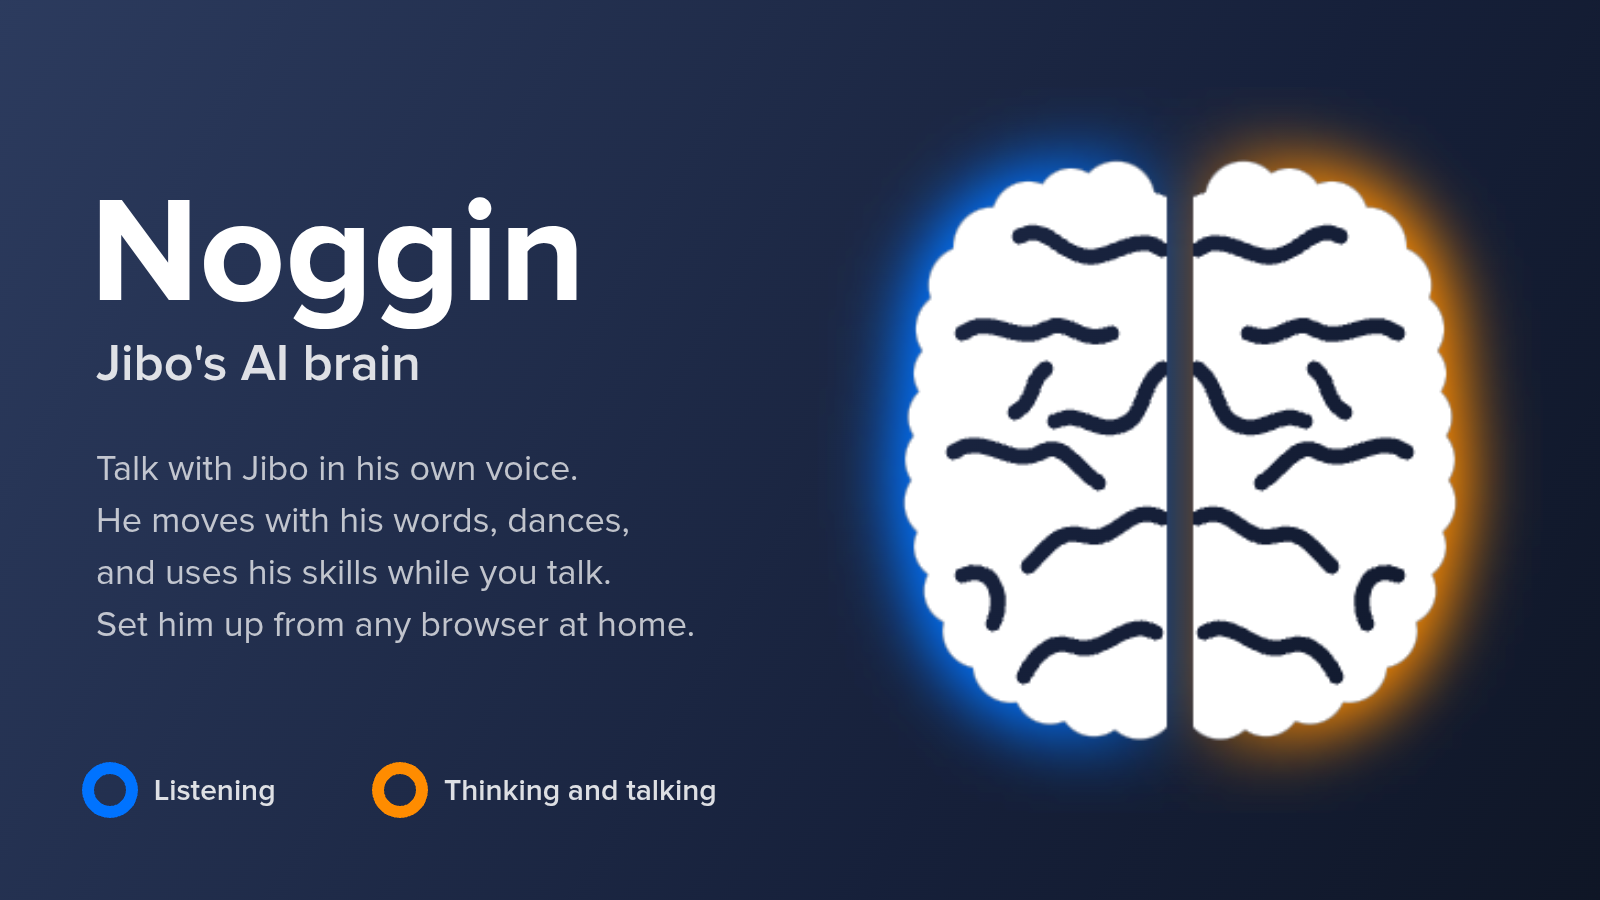 Noggin
Jibo's AI brain
Talk with Jibo in his own voice.
He moves with his words, dances,
and uses his skills while you talk.
Set him up from any browser at home.
Listening
Thinking and talking